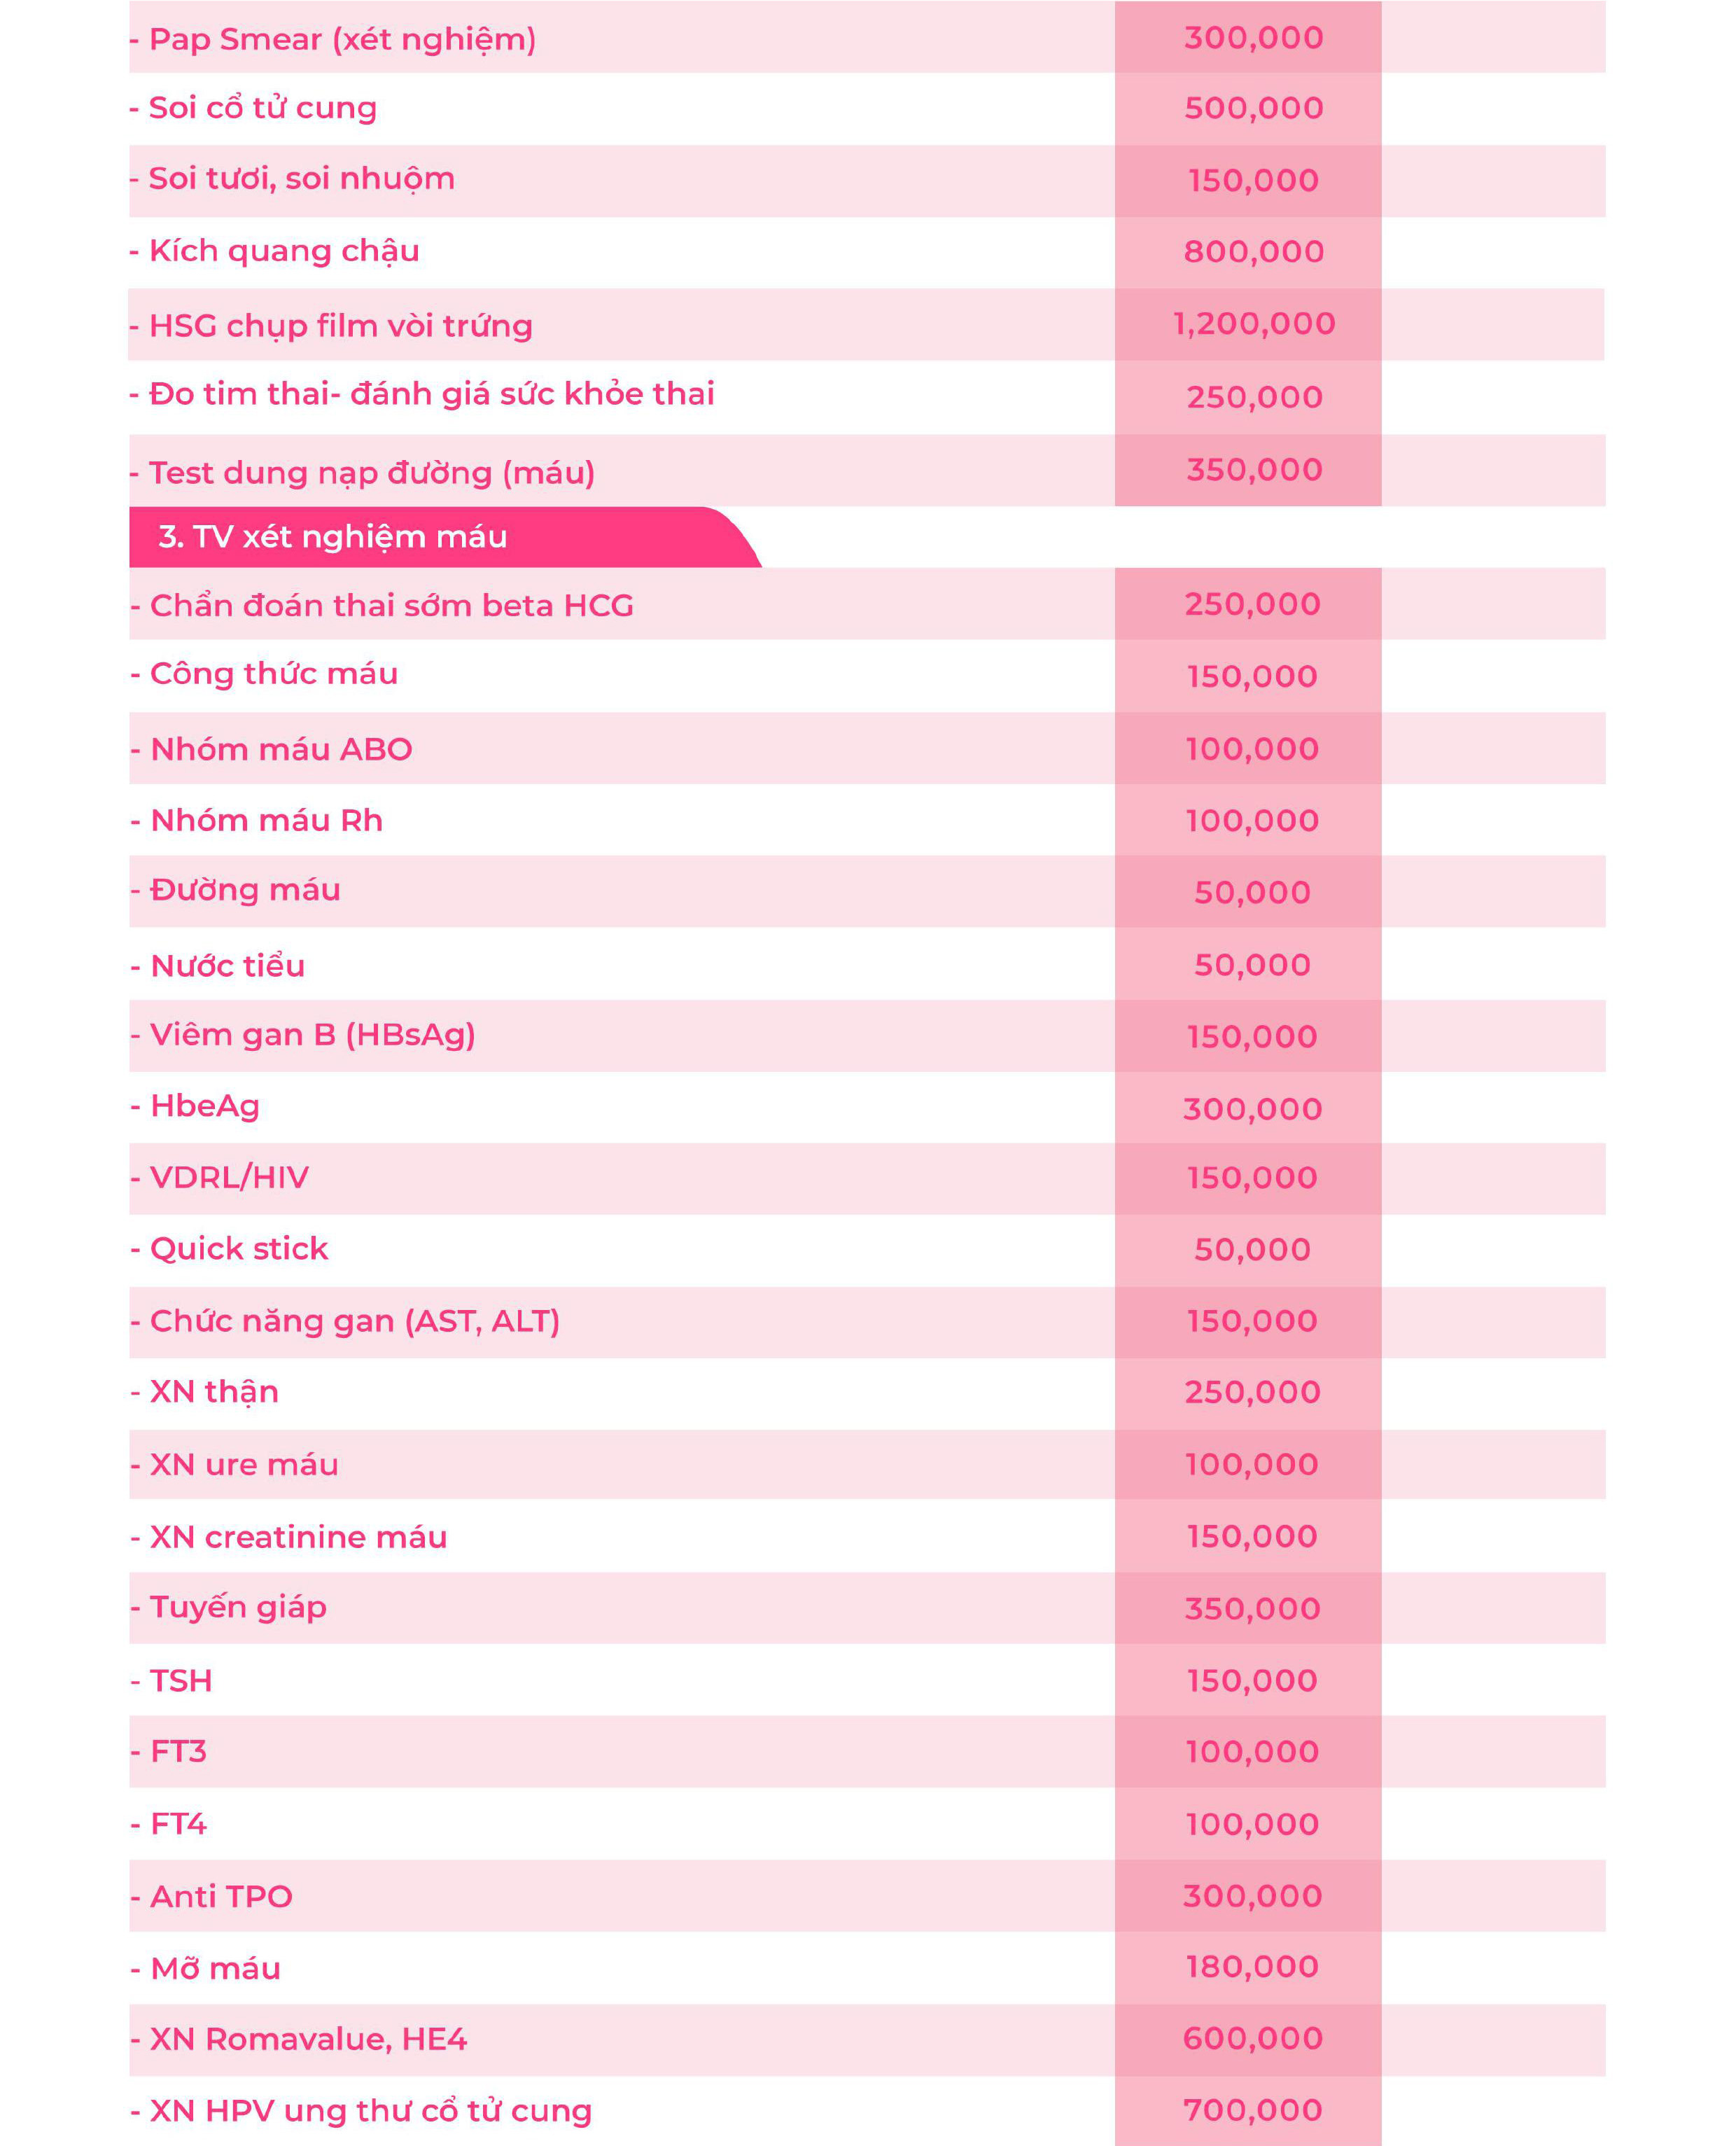 - Pap Smear (xét nghiệm) 300,000
- Soi cổ tử cung 500,000
- Soi tươi, soi nhuộm 150,000
- Kích quang chậu 800,000
- HSG chụp film vòi trứng 1,200,000
- Đo tim thai- đánh giá sức khỏe thai 250,000
- Test dung nạp đường (máu) 350,000
3. TV xét nghiệm máu
- Chẩn đoán thai sớm beta HCG 250,000
- Công thức máu 150,000
- Nhóm máu ABO 100,000
- Nhóm máu Rh 100,000
- Đường máu 50,000
- Nước tiểu 50,000
- Viêm gan B (HBsAg) 150,000
- HbeAg 300,000
- VDRL/HIV 150,000
- Quick stick 50,000
- Chức năng gan (AST, ALT) 150,000
- XN thận 250,000
- XN ure máu 100,000
- XN creatinine máu 150,000
- Tuyến giáp 350,000
- TSH 150,000
- FT3 100,000
- FT4 100,000
- Anti TPO 300,000
- Mỡ máu 180,000
- XN Romavalue, HE4 600,000
- XN HPV ung thư cổ tử cung 700,000